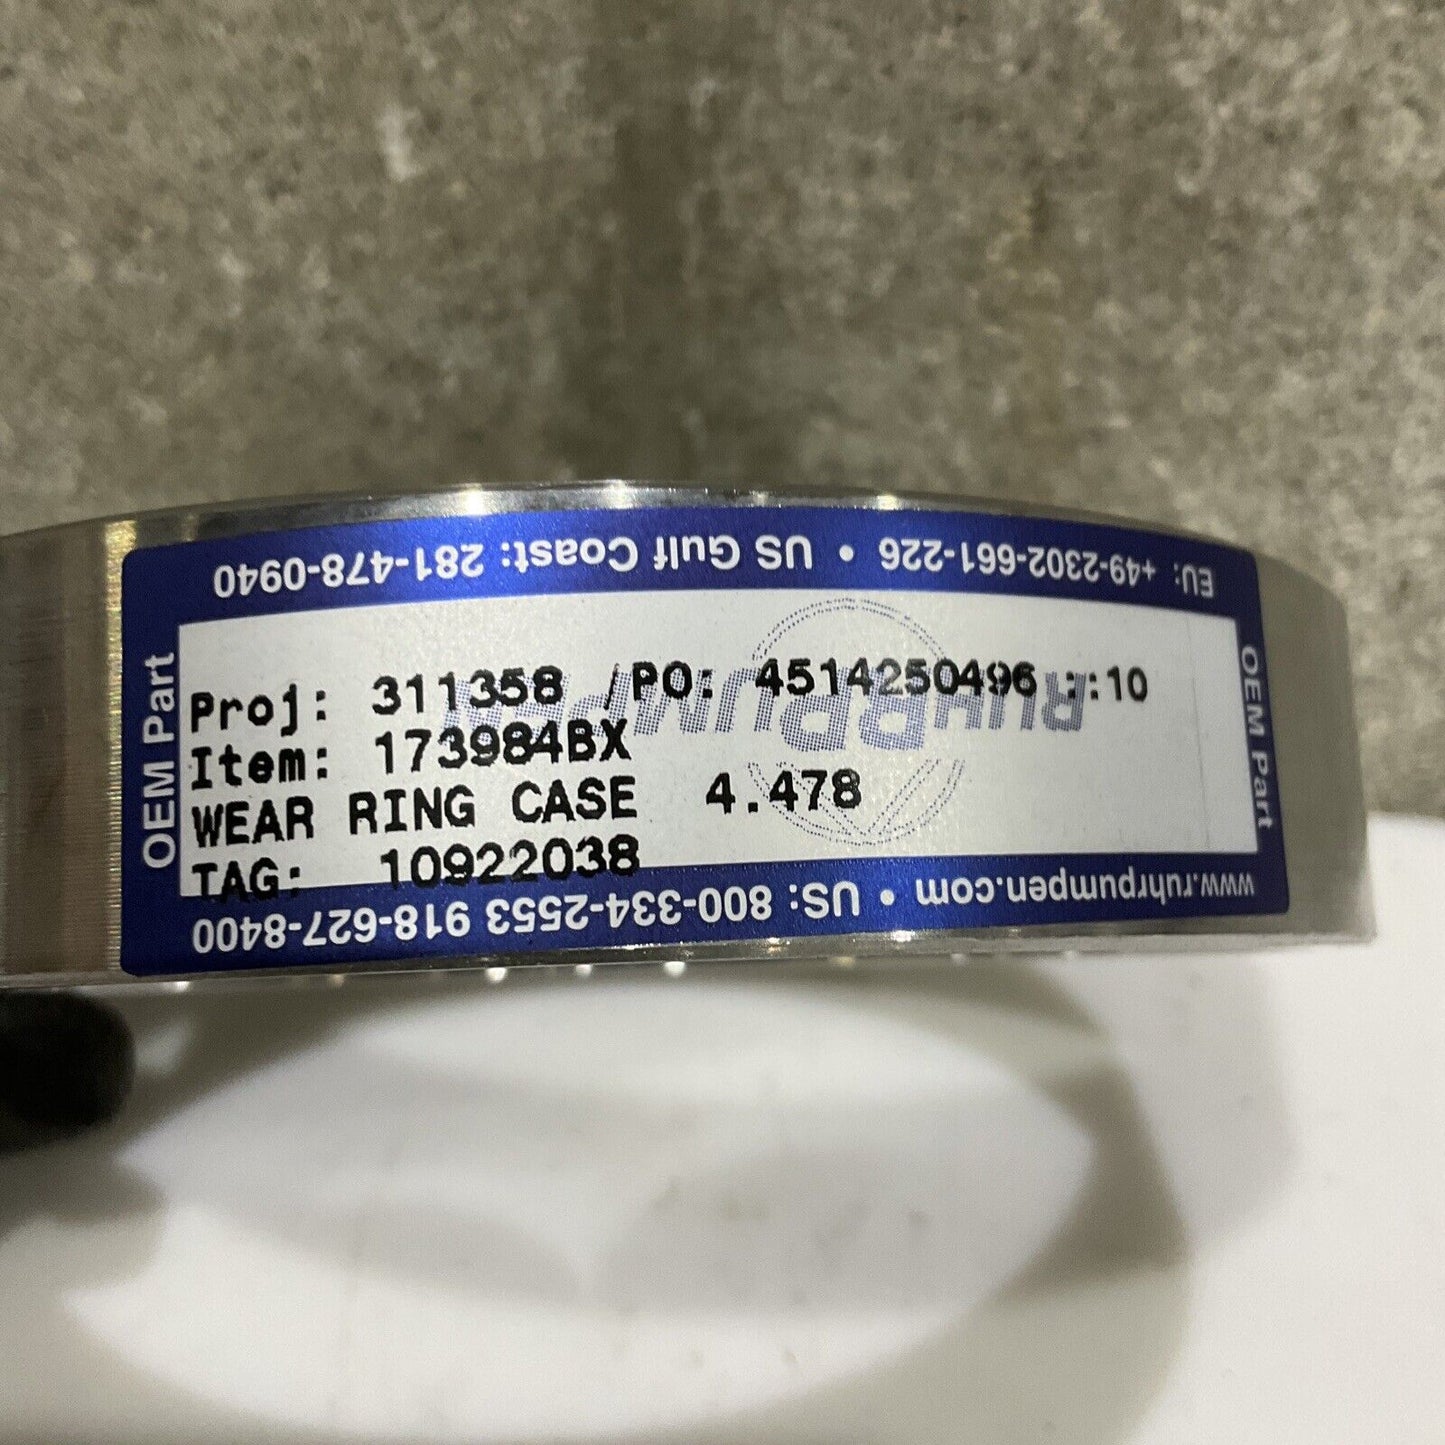 EU: +49-2302-661-226 • US Gulf Coast: 281-478-0940
OEM Part
RUHRPUMPEN
Proj: 311358 /PO: 4514250496 ::10
Item: 173984BX
WEAR RING CASE 4.478
TAG: 10922038
OEM Part
www.ruhrpumpen.com • US: 800-334-2553 918-627-8400